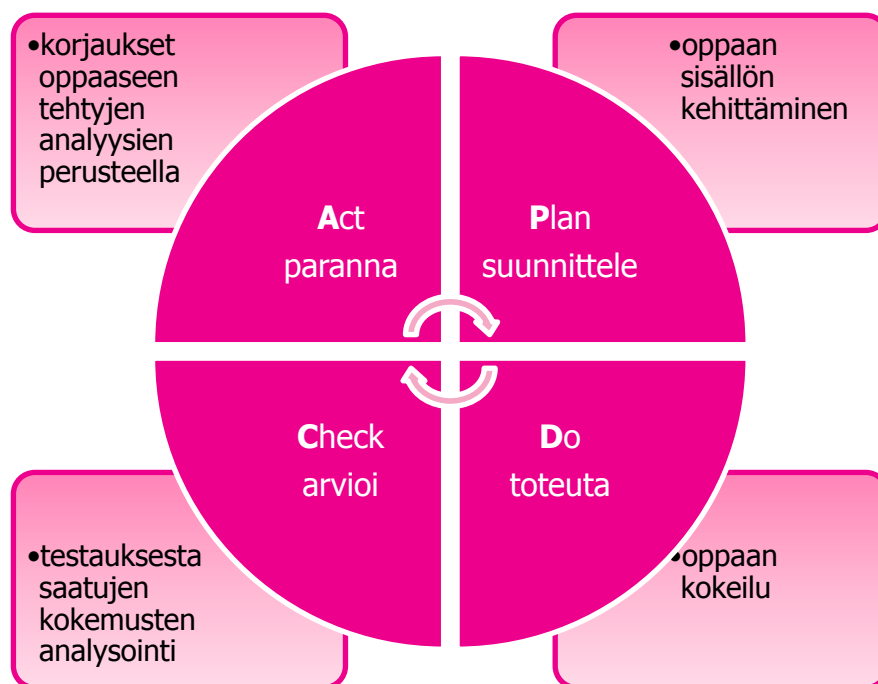 •korjaukset
oppaaseen
tehtyjen
analyysien
perusteella
•oppaan
sisällön
kehittäminen
Act
paranna
Plan
suunnittele
Check
arvioi
Do
toteuta
•testauksesta
saatujen
kokemusten
analysointi
•oppaan
kokeilu